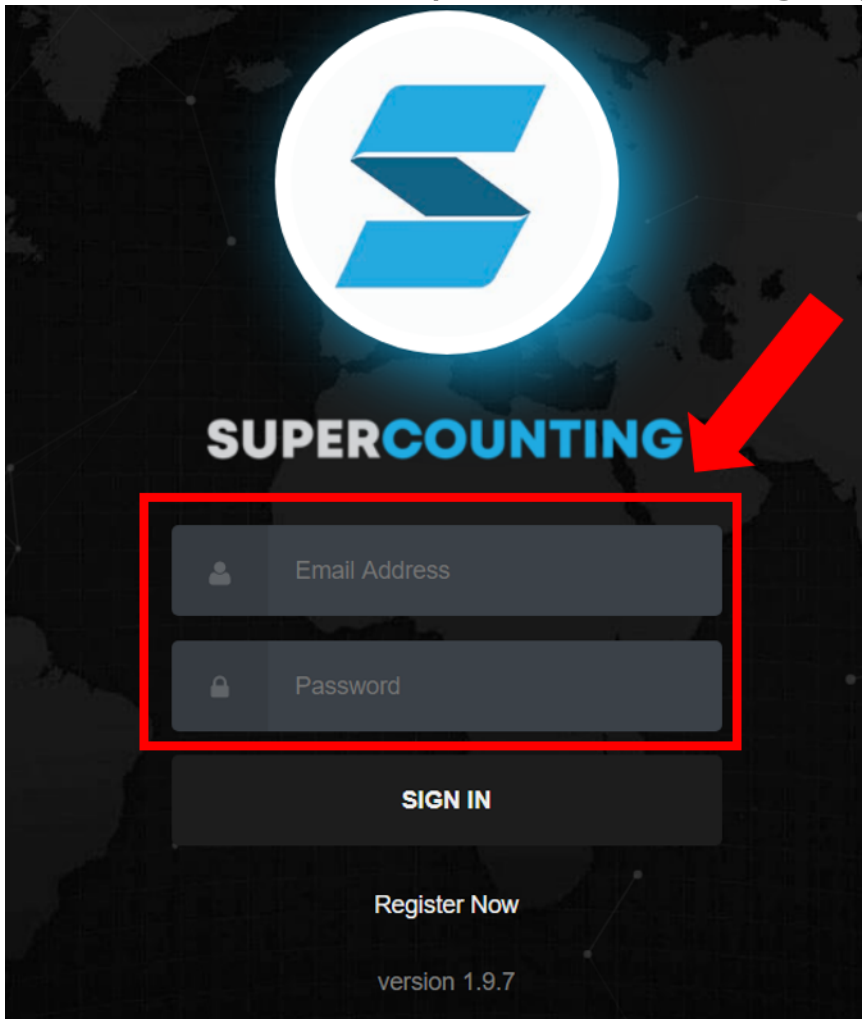 SUPERCOUNTING
Email Address
Password
SIGN IN
Register Now
version 1.9.7